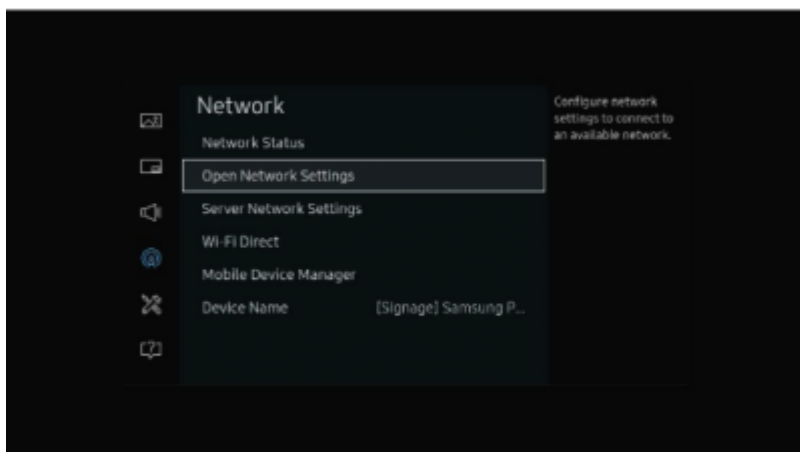 Network
Configure network
settings to connect to
an available network.
Network Status
Open Network Settings
Server Network Settings
Wi-Fi Direct
Mobile Device Manager
Device Name [Signage] Samsung P...